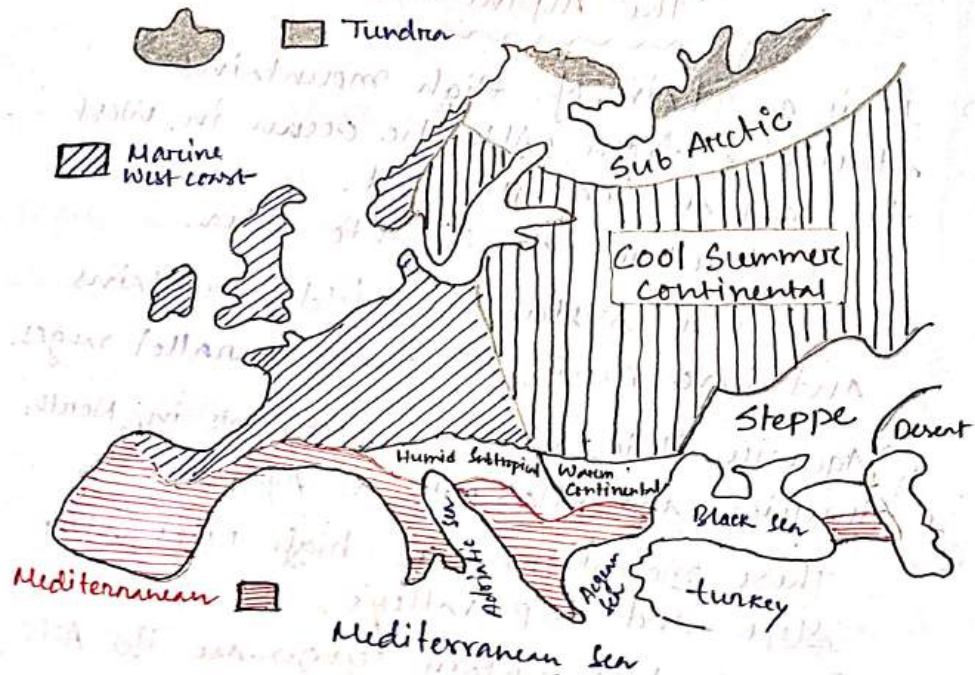 Tundra
Marine
West coast
Sub Arctic
Cool Summer
Continental
Steppe
Desert
Humid Subtropical
Warm
Continental
Black Sea
Adriatic Sea
Aegean
Sea
turkey
Mediterranean
Mediterranean Sea